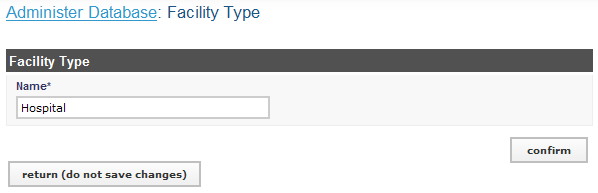 Administer Database: Facility Type
Facility Type
Name*
Hospital
confirm
return (do not save changes)